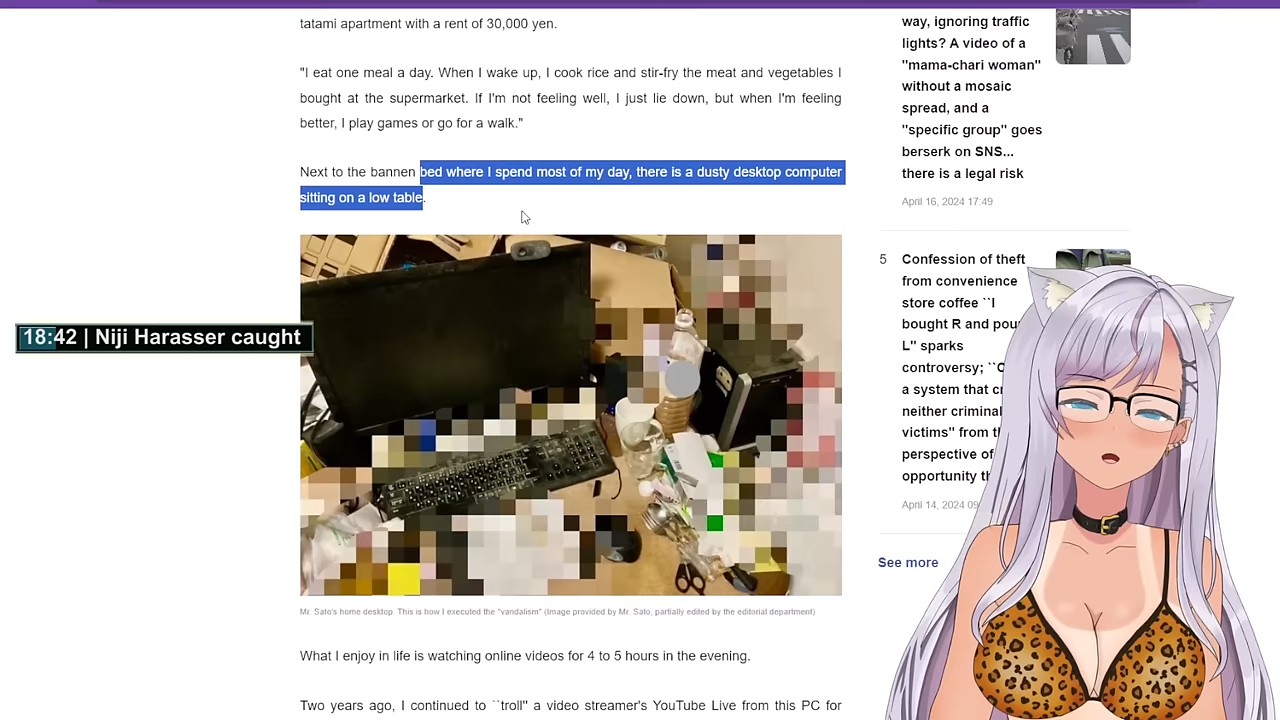 tatami apartment with a rent of 30,000 yen.
"I eat one meal a day. When I wake up, I cook rice and stir-fry the meat and vegetables I
bought at the supermarket. If I'm not feeling well, I just lie down, but when I'm feeling
better, I play games or go for a walk."
Next to the bannen bed where I spend most of my day, there is a dusty desktop computer
sitting on a low table.
18:42 | Niji Harasser caught
Mr. Sato's home desktop. This is how I executed the "vandalism" (Image provided by Mr. Sato, partially edited by the editorial department)
What I enjoy in life is watching online videos for 4 to 5 hours in the evening.
Two years ago, I continued to ``troll'' a video streamer's YouTube Live from this PC for
way, ignoring traffic
lights? A video of a
"mama-chari woman"
without a mosaic
spread, and a
"specific group" goes
berserk on SNS...
there is a legal risk
April 16, 2024 17:49
5
Confession of theft
from convenience
store coffee ``I
bought R and
L" sparks
controversy;
a system that
neither criminal
victims" from
perspective of
opportunity
April 14, 2024
See more